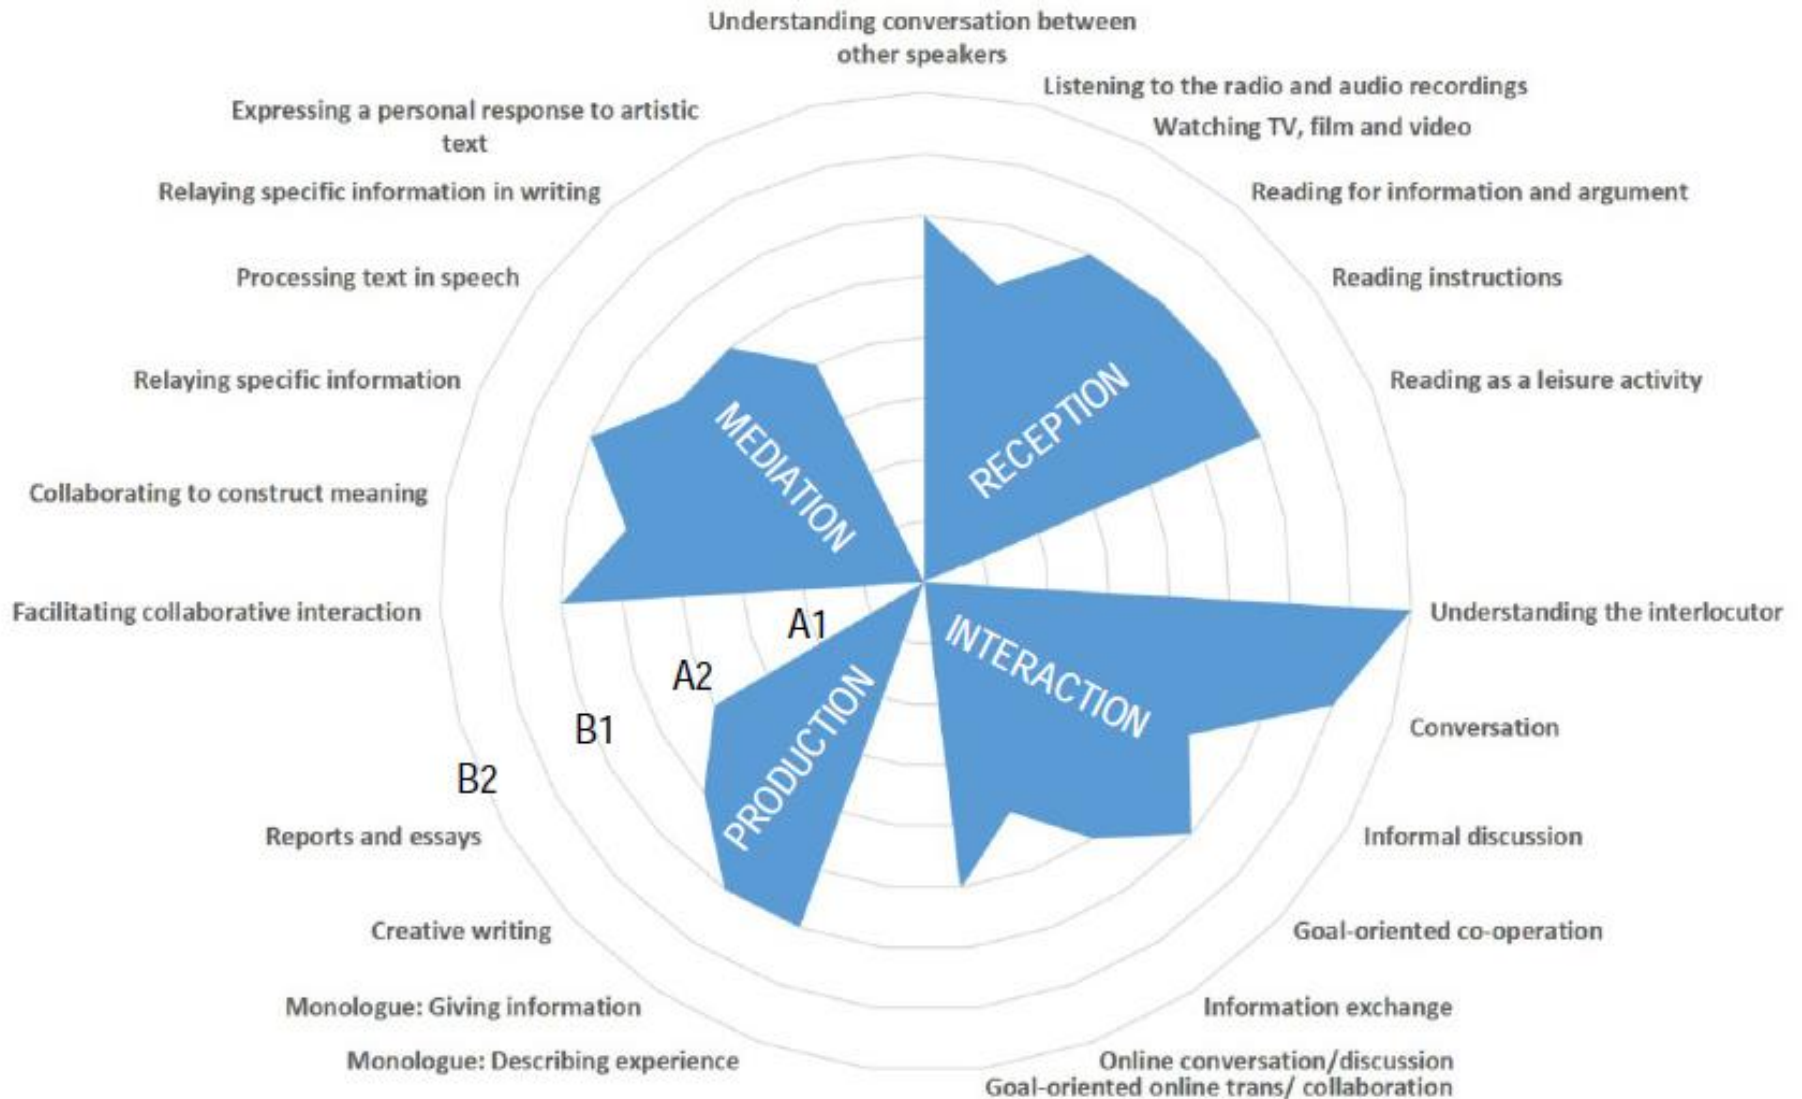 Understanding conversation between
other speakers
Listening to the radio and audio recordings
Watching TV, film and video
Reading for information and argument
Reading instructions
Reading as a leisure activity
Understanding the interlocutor
Conversation
Informal discussion
Goal-oriented co-operation
Information exchange
Online conversation/discussion
Goal-oriented online trans/ collaboration
Monologue: Describing experience
Monologue: Giving information
Creative writing
Reports and essays
Facilitating collaborative interaction
Collaborating to construct meaning
Relaying specific information
Processing text in speech
Relaying specific information in writing
Expressing a personal response to artistic
text
RECEPTION
INTERACTION
PRODUCTION
MEDIATION
A1
A2
B1
B2